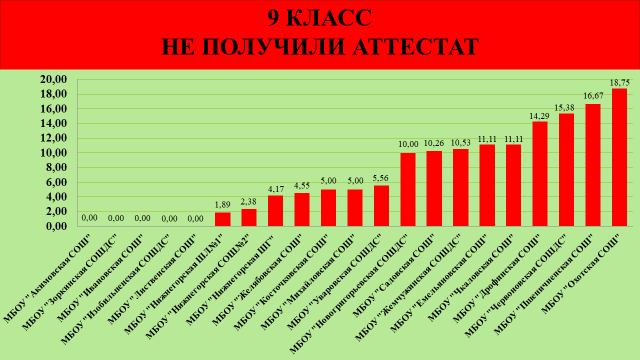 9 КЛАСС
НЕ ПОЛУЧИЛИ АТТЕСТАТ
20,00
18,00
16,00
14,00
12,00
10,00
8,00
6,00
4,00
2,00
0,00
0,00 0,00 0,00 0,00 0,00 1,89 2,38 4,17 4,55 5,00 5,00 5,56 10,00 10,26 10,53 11,11 11,11 14,29 15,38 16,67 18,75
МБОУ "Акимовская СОШ"
МБОУ "Зоркинская СОШДС"
МБОУ "Ивановская СОШ"
МБОУ "Изобильненская СОШДС"
МБОУ "Лиственская СОШ"
МБОУ "Нижнегорская ШЛ№1"
МБОУ "Нижнегорская СОШ№2"
МБОУ "Нижнегорская ШГ"
МБОУ "Желябовская СОШ"
МБОУ "Косточковская СОШ"
МБОУ "Михайловская СОШ"
МБОУ "Уваровская СОШДС"
МБОУ "Новогригорьевская СОШДС"
МБОУ "Садовская СОШ"
МБОУ "Жемчужинская СОШДС"
МБОУ "Емельяновская СОШ"
МБОУ "Чкаловская СОШ"
МБОУ "Дрофинская СОШ"
МБОУ "Червоновская СОШДС"
МБОУ "Пшеничненская СОШ"
МБОУ "Охотская СОШ"